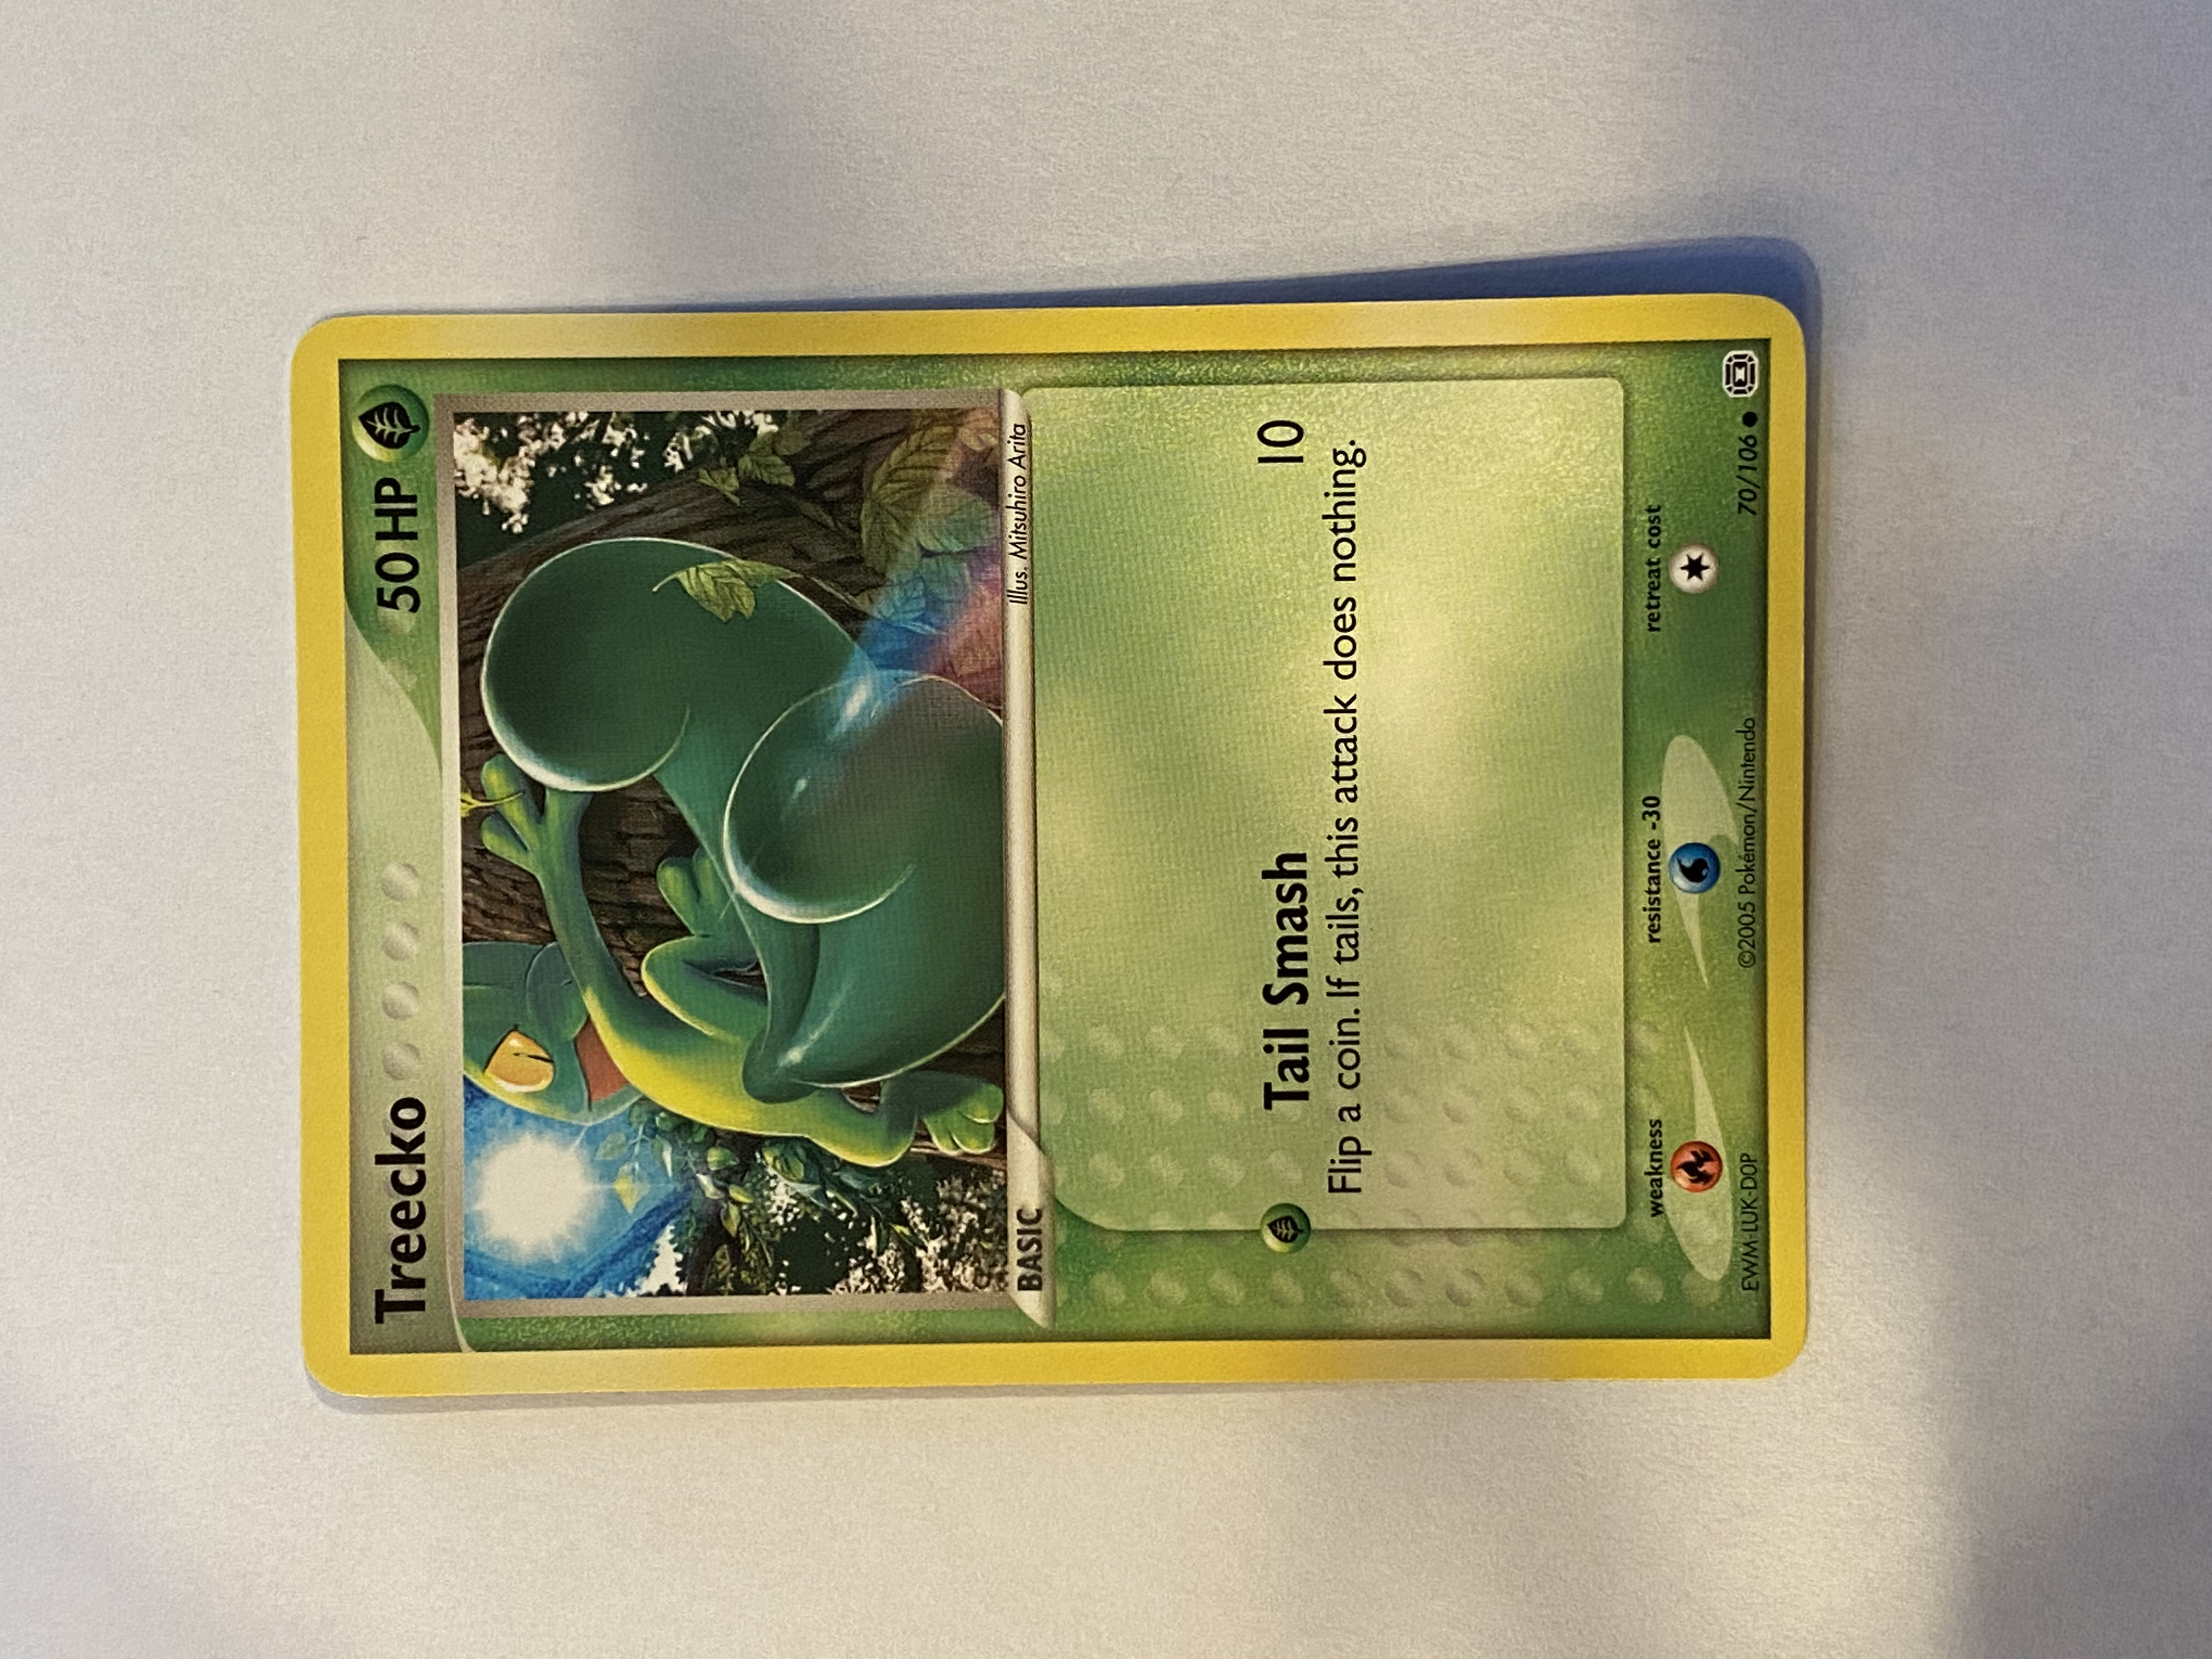 Treecko 50 HP
BASIC Illus. Mitsuhiro Arita
Tail Smash 10
Flip a coin. If tails, this attack does nothing.
weakness resistance -30 retreat cost
EWM-LUK-D0P ©2005 Pokémon/Nintendo 70/106